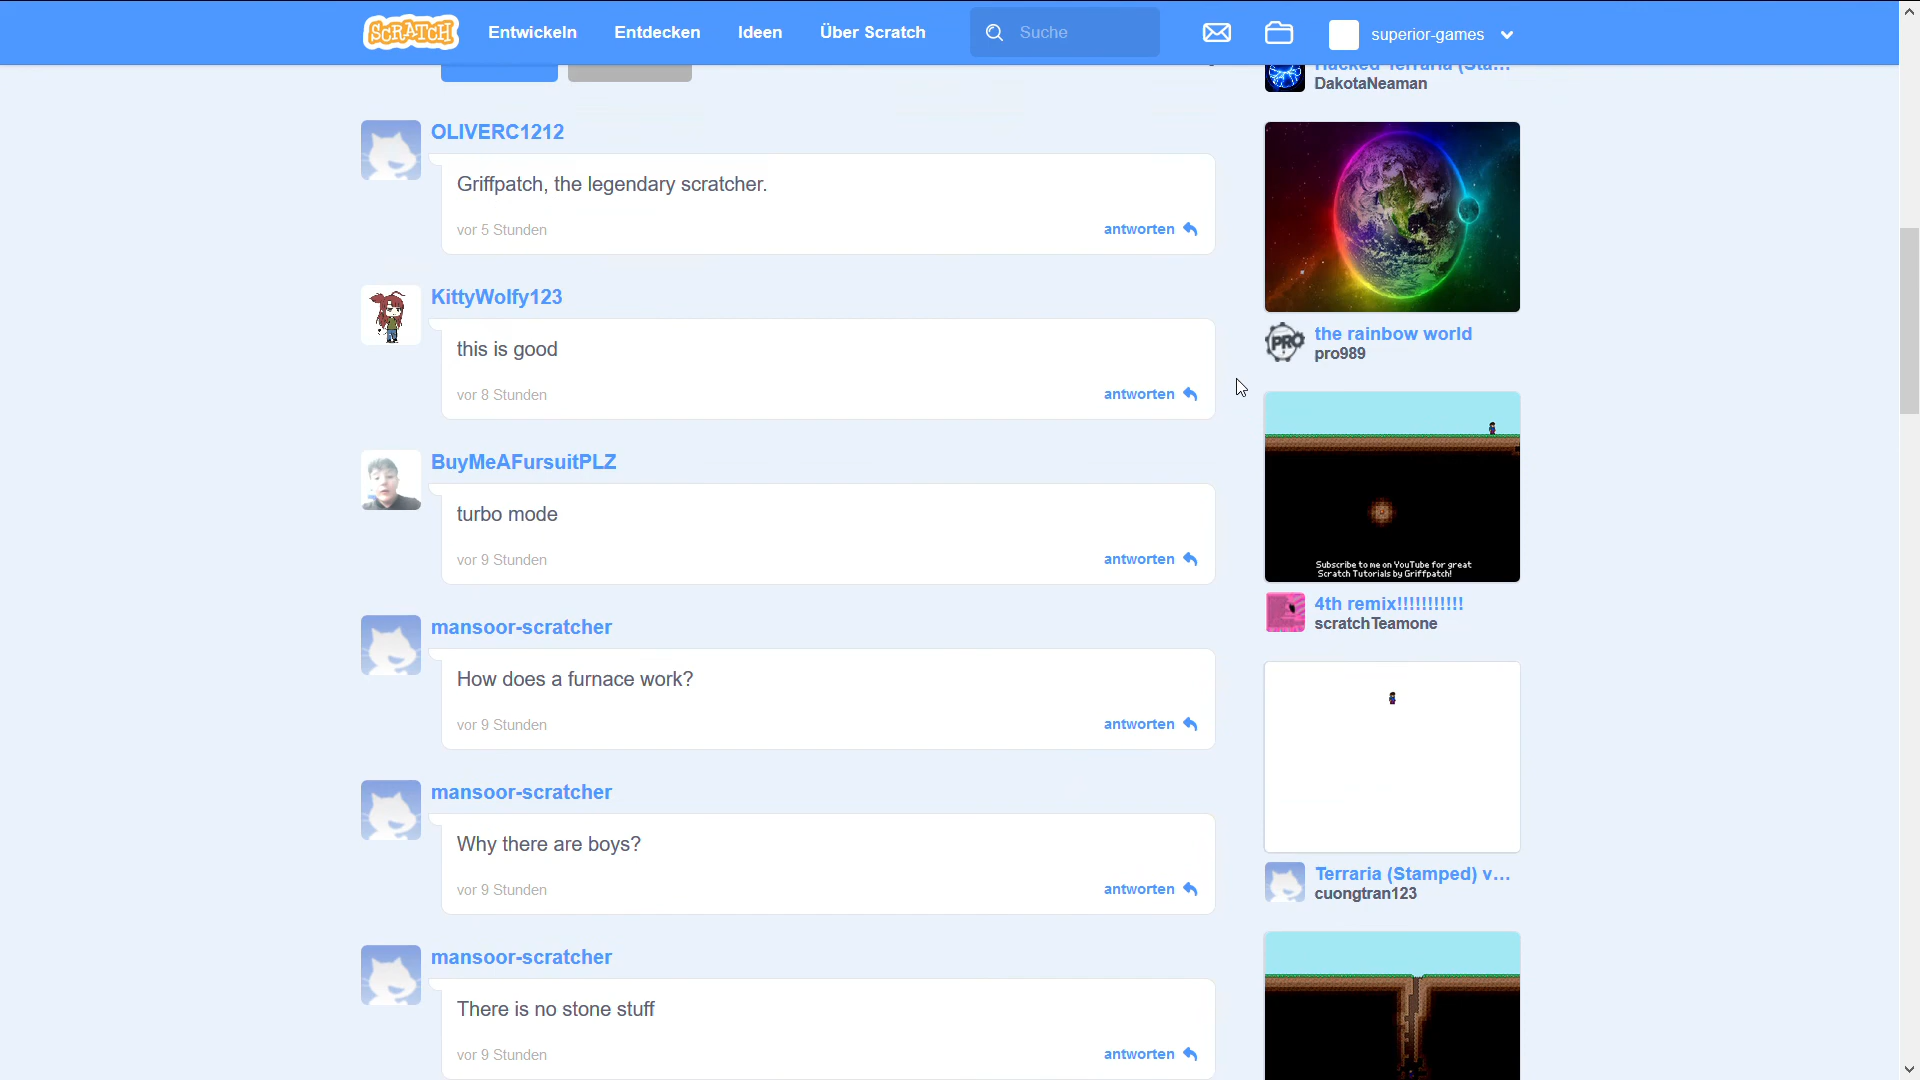 SCRATCH
Entwickeln
Entdecken
Ideen
Über Scratch
Suche
superior-games
OLIVERC1212
Griffpatch, the legendary scratcher.
vor 5 Stunden
antworten
KittyWolfy123
this is good
vor 8 Stunden
antworten
BuyMeAFursuitPLZ
turbo mode
vor 9 Stunden
antworten
mansoor-scratcher
How does a furnace work?
vor 9 Stunden
antworten
mansoor-scratcher
Why there are boys?
vor 9 Stunden
antworten
mansoor-scratcher
There is no stone stuff
vor 9 Stunden
antworten
Hacked Terraria (Sta...
DakotaNeaman
PRO
the rainbow world
pro989
Subscribe to me on YouTube for great
Scratch Tutorials by Griffpatch!
4th remix!!!!!!!!!!!
scratchTeamone
Terraria (Stamped) v...
cuongtran123